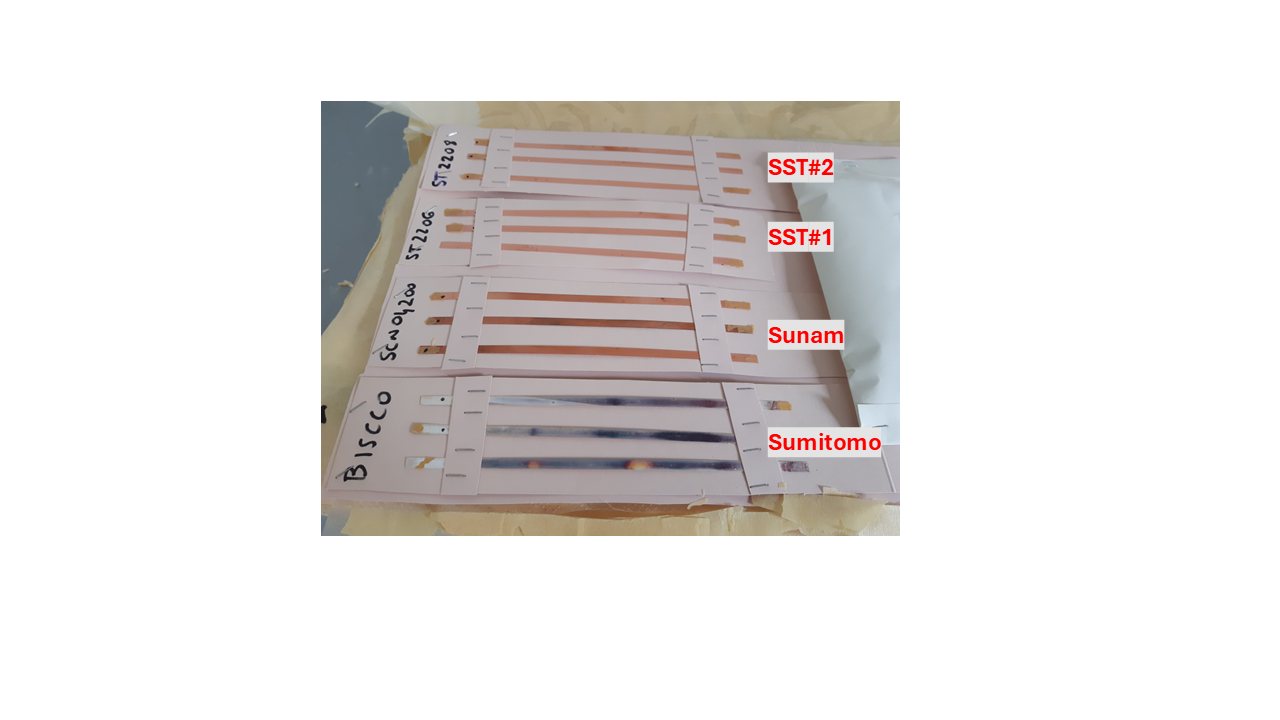 ST2208
SST#2
ST2206
SST#1
SCN04200
Sunam
BISCCO
Sumitomo